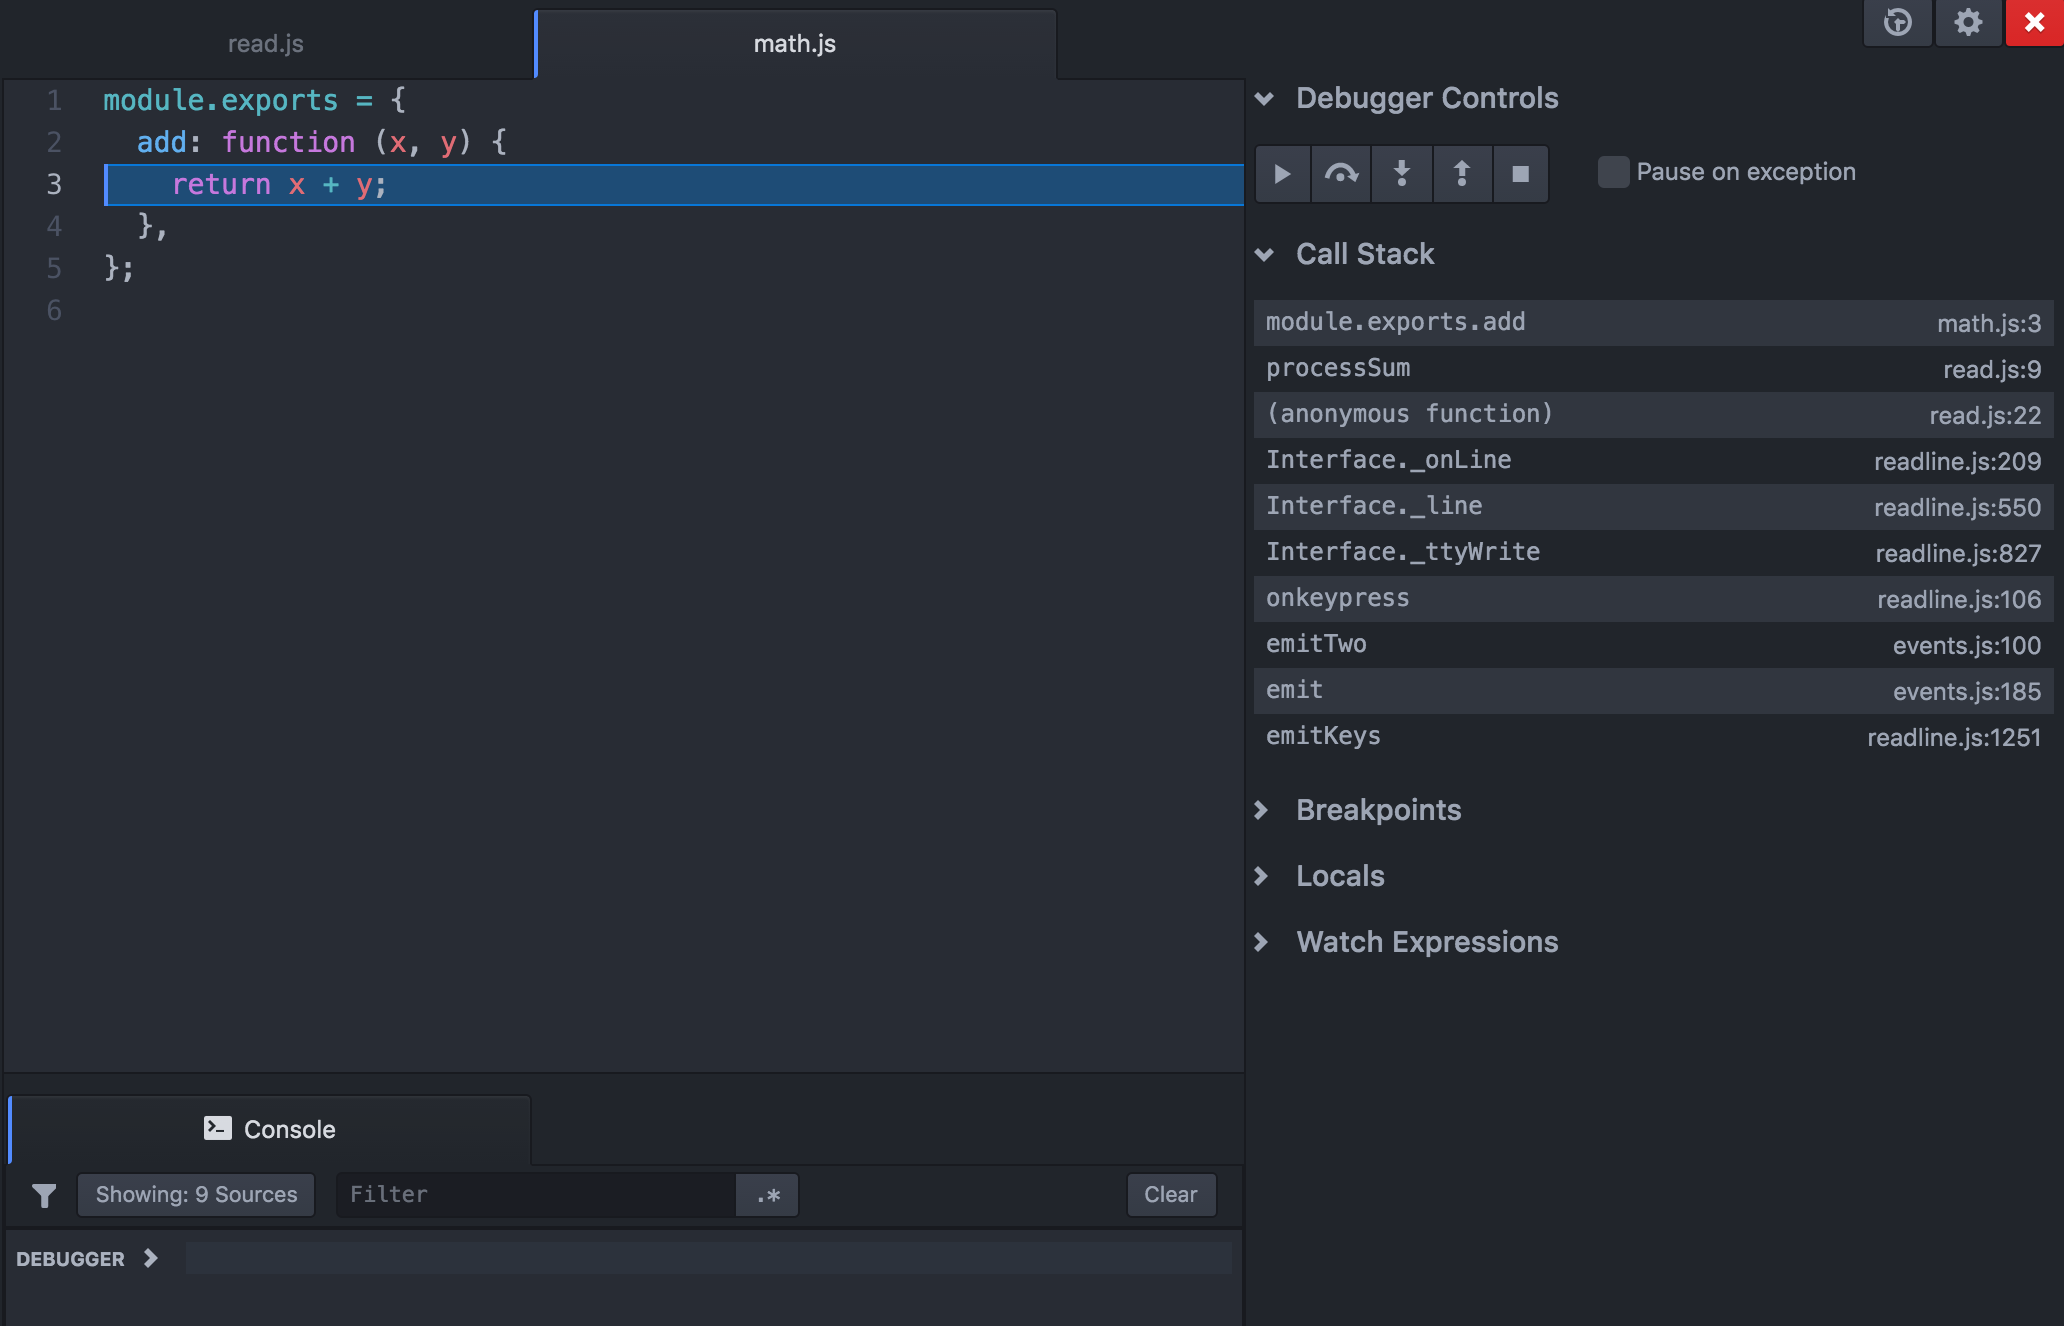 read.js
math.js
1 module.exports = {
2   add: function (x, y) {
3     return x + y;
4   },
5 };
6
Debugger Controls
Pause on exception
Call Stack
module.exports.add math.js:3
processSum read.js:9
(anonymous function) read.js:22
Interface._onLine readline.js:209
Interface._line readline.js:550
Interface._ttyWrite readline.js:827
onkeypress readline.js:106
emitTwo events.js:100
emit events.js:185
emitKeys readline.js:1251
Breakpoints
Locals
Watch Expressions
Console
Showing: 9 Sources
Filter
.*
Clear
DEBUGGER